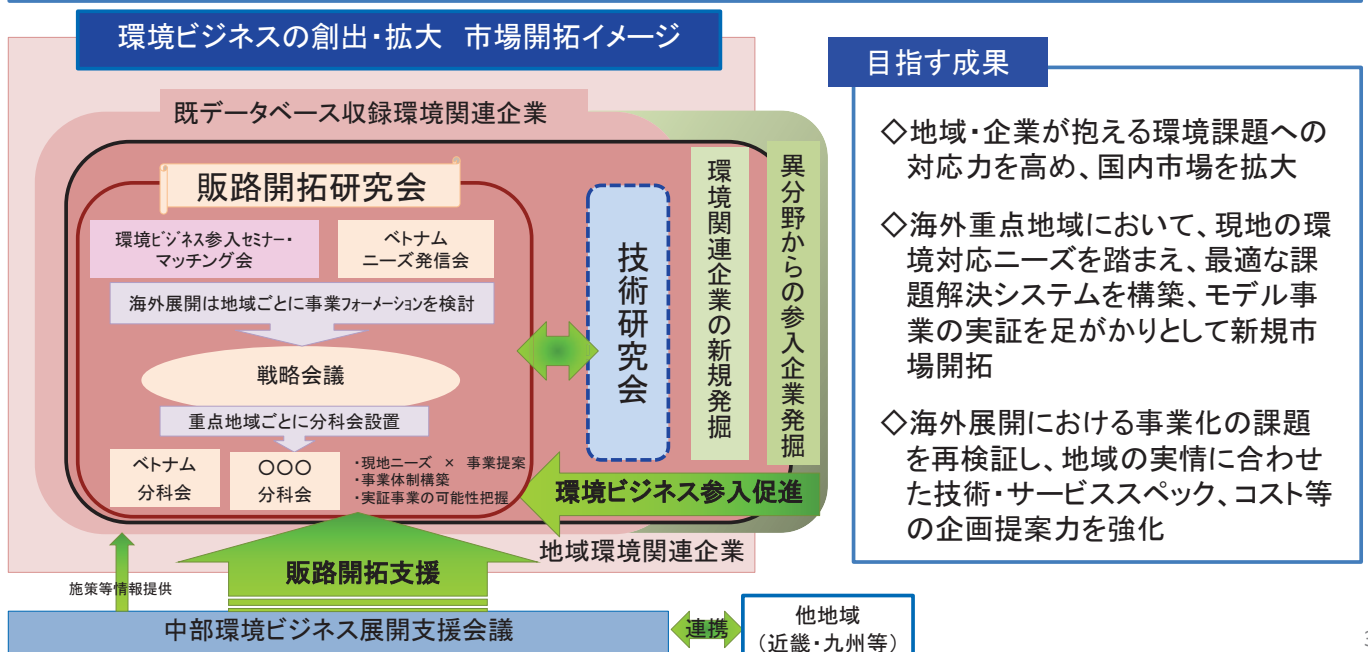 環境ビジネスの創出・拡大 市場開拓イメージ
既データベース収録環境関連企業
販路開拓研究会
環境ﾋﾞｼﾞﾈｽ参入ｾﾐﾅｰ・
マッチング会
ベトナム
ニーズ発信会
海外展開は地域ごとに事業ﾌｫｰﾒｰｼｮﾝを検討
戦略会議
重点地域ごとに分科会設置
ベトナム
分科会
〇〇〇
分科会
・現地ニーズ × 事業提案
・事業体制構築
・実証事業の可能性把握
技術研究会
環境関連企業の新規発掘
異分野からの参入企業発掘
環境ビジネス参入促進
地域環境関連企業
販路開拓支援
施策等情報提供
中部環境ビジネス展開支援会議
連携
他地域
（近畿・九州等）
目指す成果
◇地域・企業が抱える環境課題への
対応力を高め、国内市場を拡大
◇海外重点地域において、現地の環
境対応ニーズを踏まえ、最適な課
題解決システムを構築、モデル事
業の実証を足がかりとして新規市
場開拓
◇海外展開における事業化の課題
を再検証し、地域の実情に合わせ
た技術・サービススペック、コスト等
の企画提案力を強化